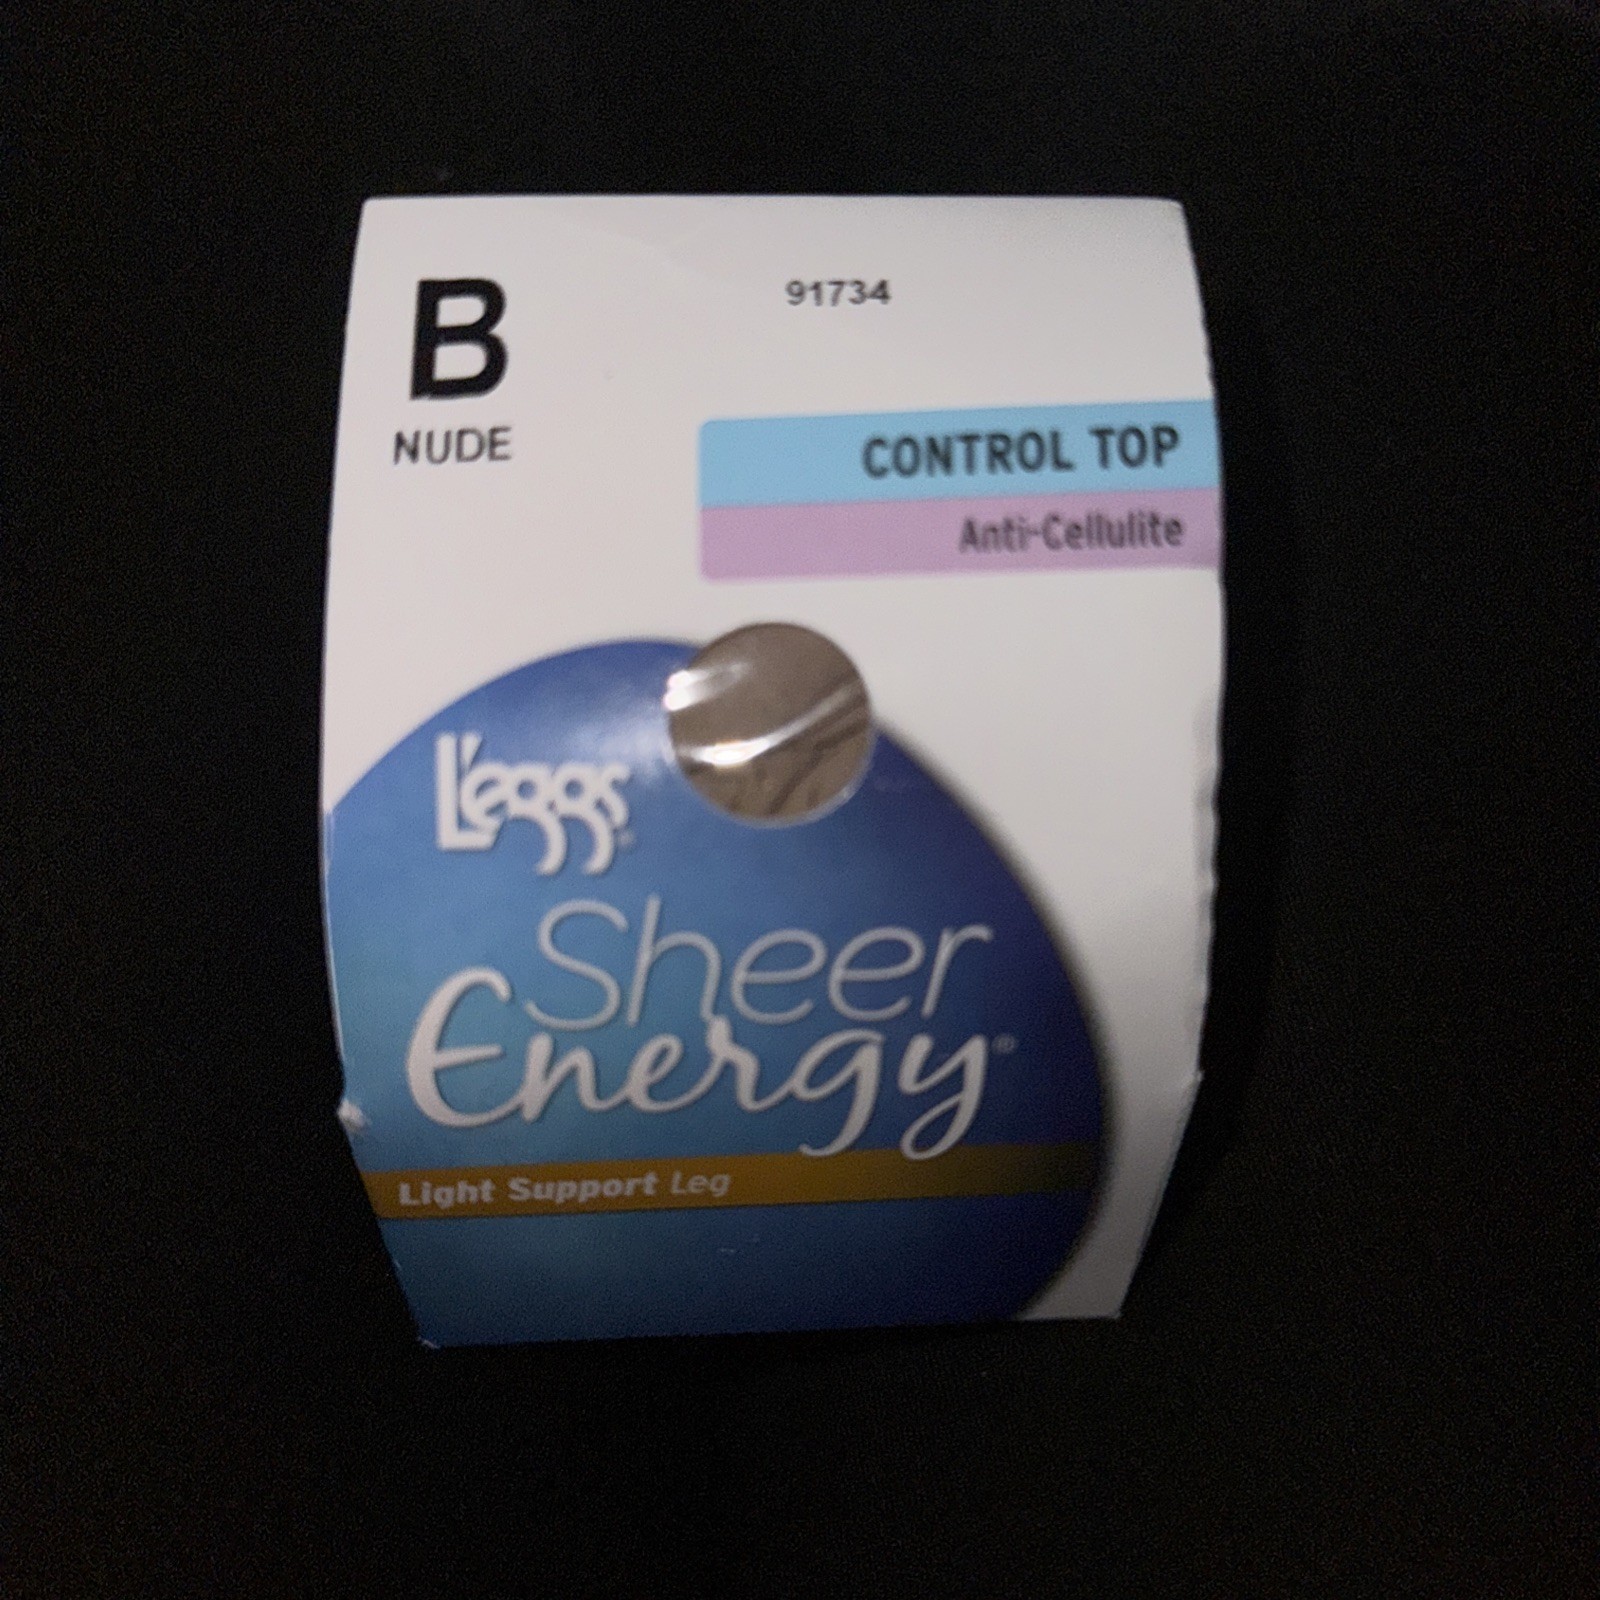 B
91734
NUDE
CONTROL TOP
Anti-Cellulite
L'eggs®
Sheer
Energy®
Light Support Leg